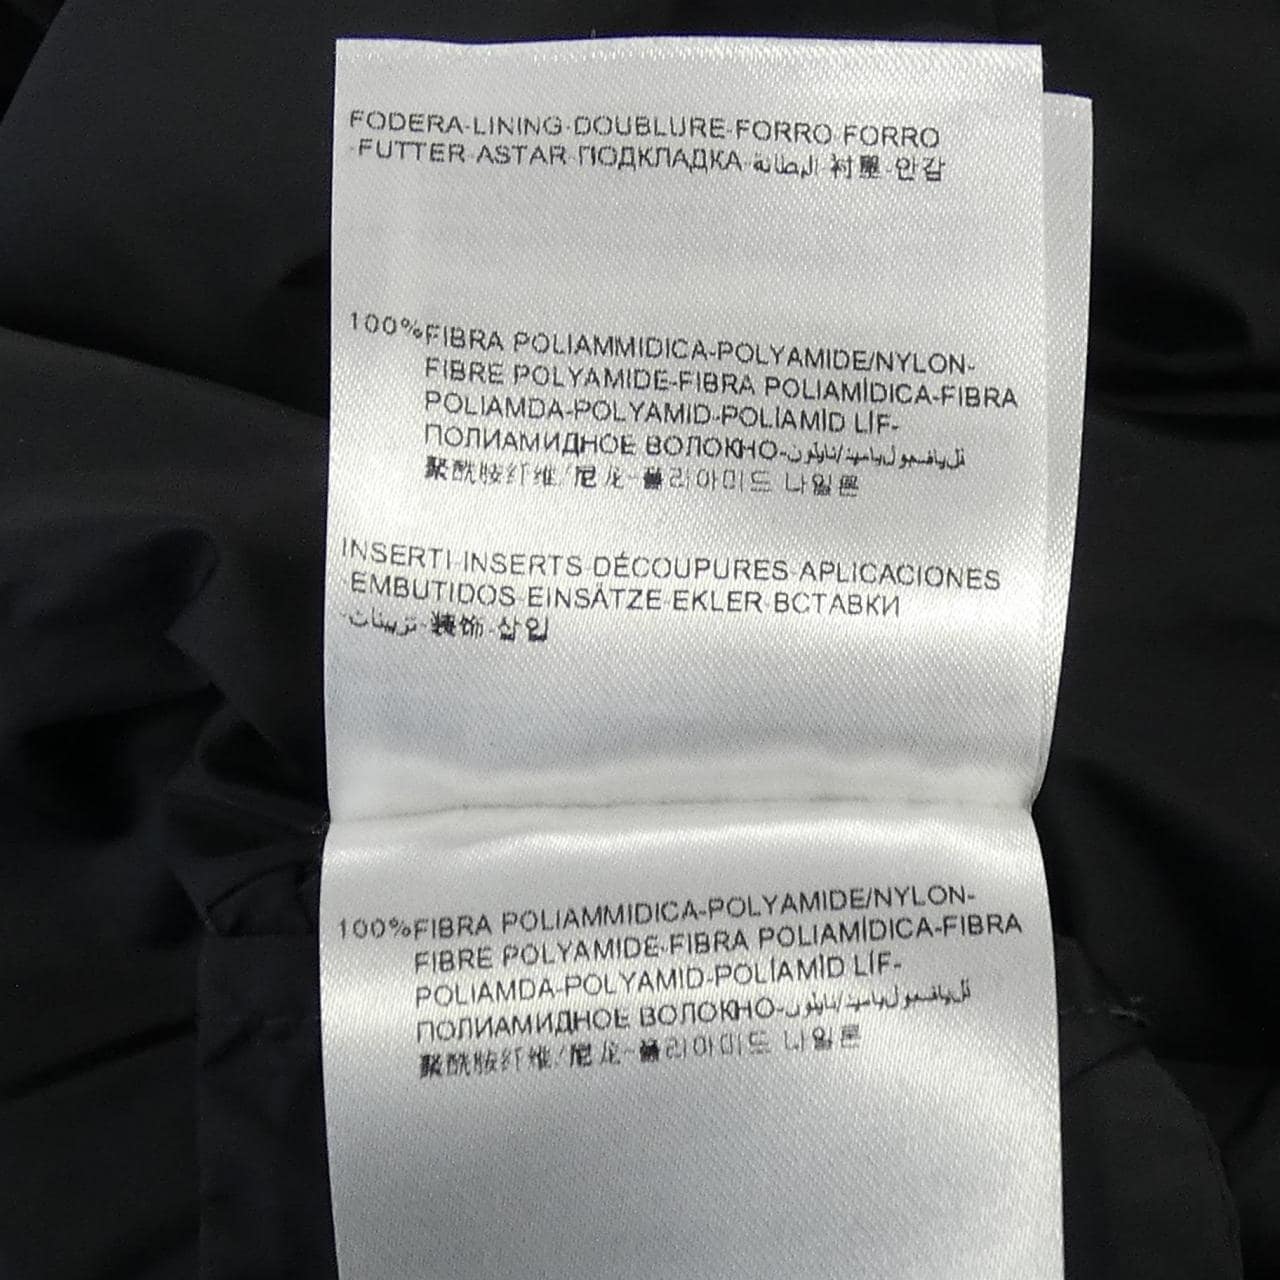 FODERA-LINING-DOUBLURE-FORRO-FORRO
-FUTTER-ASTAR-ПОДКЛАДКА-البطانة 衬里-안감
100%FIBRA POLIAMMIDICA-POLYAMIDE/NYLON-
FIBRE POLYAMIDE-FIBRA POLIAMÍDICA-FIBRA
POLIAMDA-POLYAMID-POLİAMİD LİF-
ПОЛИАМИДНОЕ ВОЛОКНО-
聚酰胺纤维/尼龙-폴리아미드 나일론
INSERTI-INSERTS-DÉCOUPURES-APLICACIONES
-EMBUTIDOS-EINSÄTZE-EKLER-ВСТАВКИ
-تزيينات-装饰-삽입
100%FIBRA POLIAMMIDICA-POLYAMIDE/NYLON-
FIBRE POLYAMIDE-FIBRA POLIAMÍDICA-FIBRA
POLIAMDA-POLYAMID-POLİAMİD LİF-
ПОЛИАМИДНОЕ ВОЛОКНО-
聚酰胺纤维/尼龙-폴리아미드 나일론